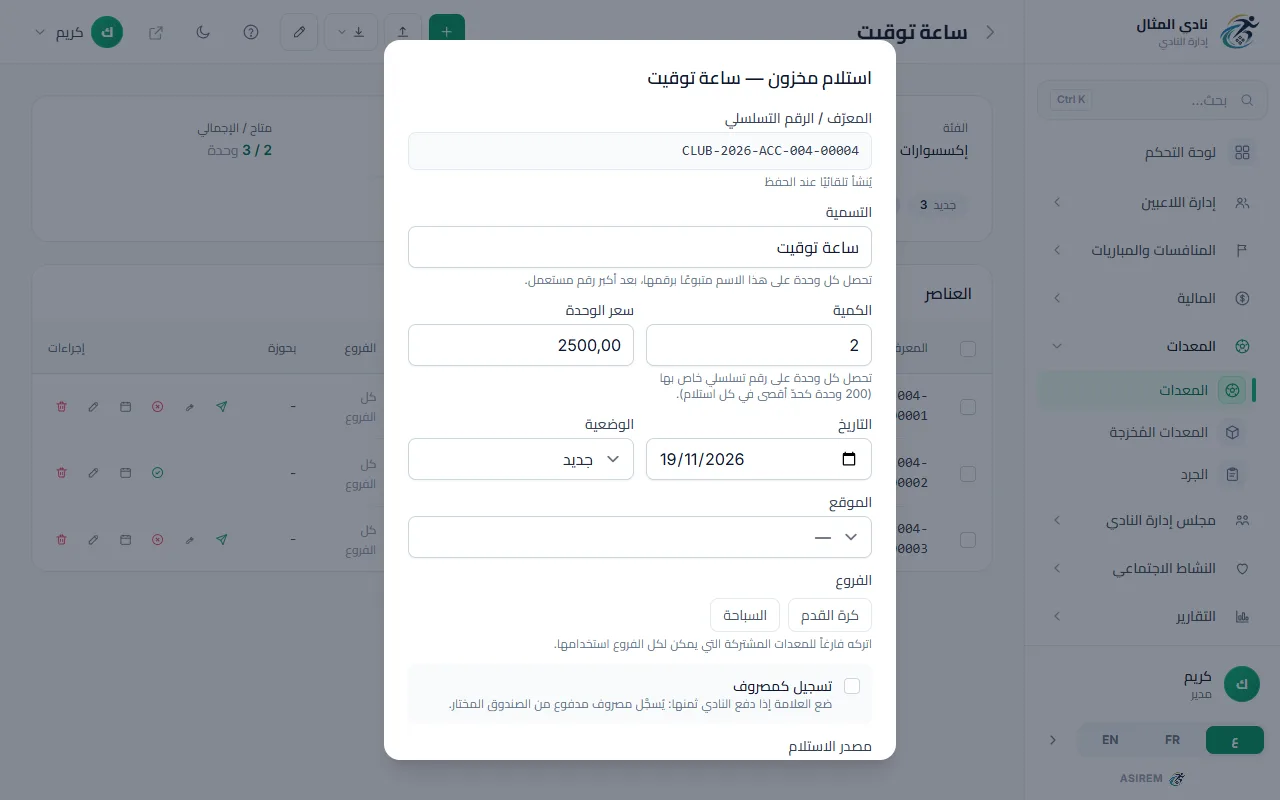 نادي المثال
إدارة النادي
بحث...
Ctrl K
لوحة التحكم
إدارة اللاعبين
المنافسات والمباريات
المالية
المعدات
المعدات
المعدات المُخرجة
الجرد
مجلس إدارة النادي
النشاط الاجتماعي
التقارير
كريم
مدير
ع
FR
EN
ASIREM
ساعة توقيت
كريم
ك
ك
الفئة
إكسسوارات
متاح / الإجمالي
2 / 3 وحدة
جديد 3
العناصر
الفروع
بحوزة
إجراءات
004-
0001
كل
الفروع
-
004-
0002
كل
الفروع
-
004-
0003
كل
الفروع
-
استلام مخزون — ساعة توقيت
المعرّف / الرقم التسلسلي
CLUB-2026-ACC-004-00004
يُنشأ تلقائيًا عند الحفظ
التسمية
ساعة توقيت
تحصل كل وحدة على هذا الاسم متبوعًا برقمها، بعد أكبر رقم مستعمل.
الكمية
سعر الوحدة
2
2500,00
تحصل كل وحدة على رقم تسلسلي خاص بها
(200 وحدة كحدّ أقصى في كل استلام).
التاريخ
الوضعية
19/11/2026
جديد
الموقع
—
الفروع
كرة القدم
السباحة
اتركه فارغاً للمعدات المشتركة التي يمكن لكل الفروع استخدامها.
تسجيل كمصروف
ضع العلامة إذا دفع النادي ثمنها: يُسجَّل مصروف مدفوع من الصندوق المختار.
مصدر الاستلام